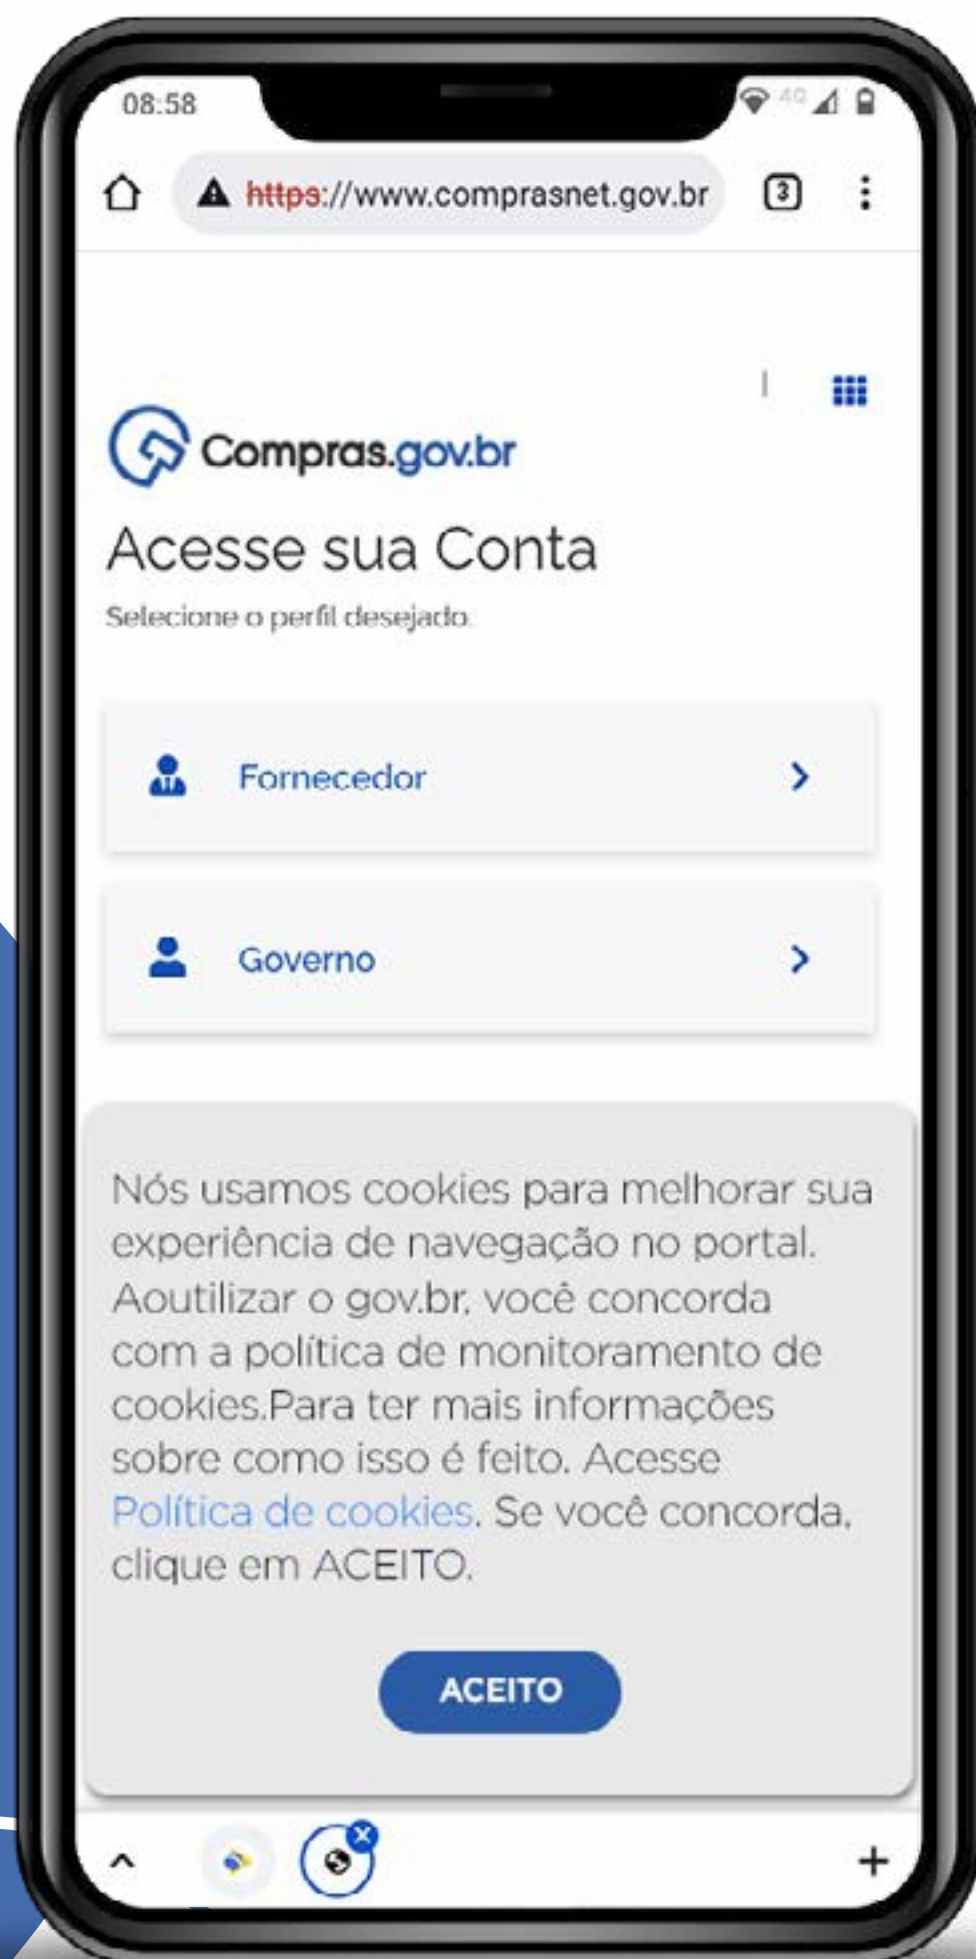 08:58
4G
https://www.comprasnet.gov.br
3
Compras.gov.br
Acesse sua Conta
Selecione o perfil desejado.
Fornecedor
Governo
Nós usamos cookies para melhorar sua
experiência de navegação no portal.
Aoutilizar o gov.br, você concorda
com a política de monitoramento de
cookies.Para ter mais informações
sobre como isso é feito. Acesse
Política de cookies. Se você concorda,
clique em ACEITO.
ACEITO